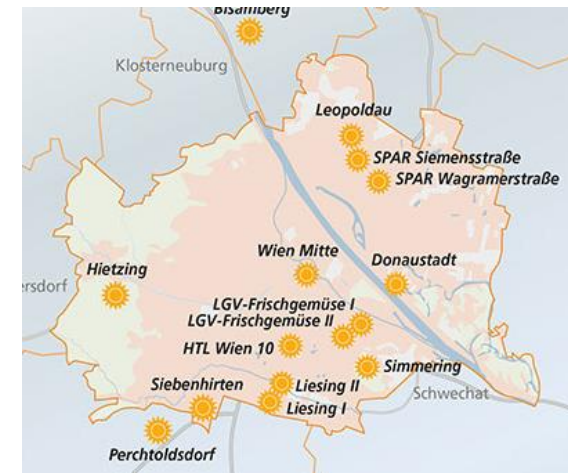 Bisamberg
Klosterneuburg
Leopoldau
SPAR Siemensstraße
SPAR Wagramerstraße
Wien Mitte
Donaustadt
Hietzing
ersdorf
LGV-Frischgemüse I
LGV-Frischgemüse II
HTL Wien 10
Simmering
Siebenhirten
Liesing II
Schwechat
Liesing I
Perchtoldsdorf